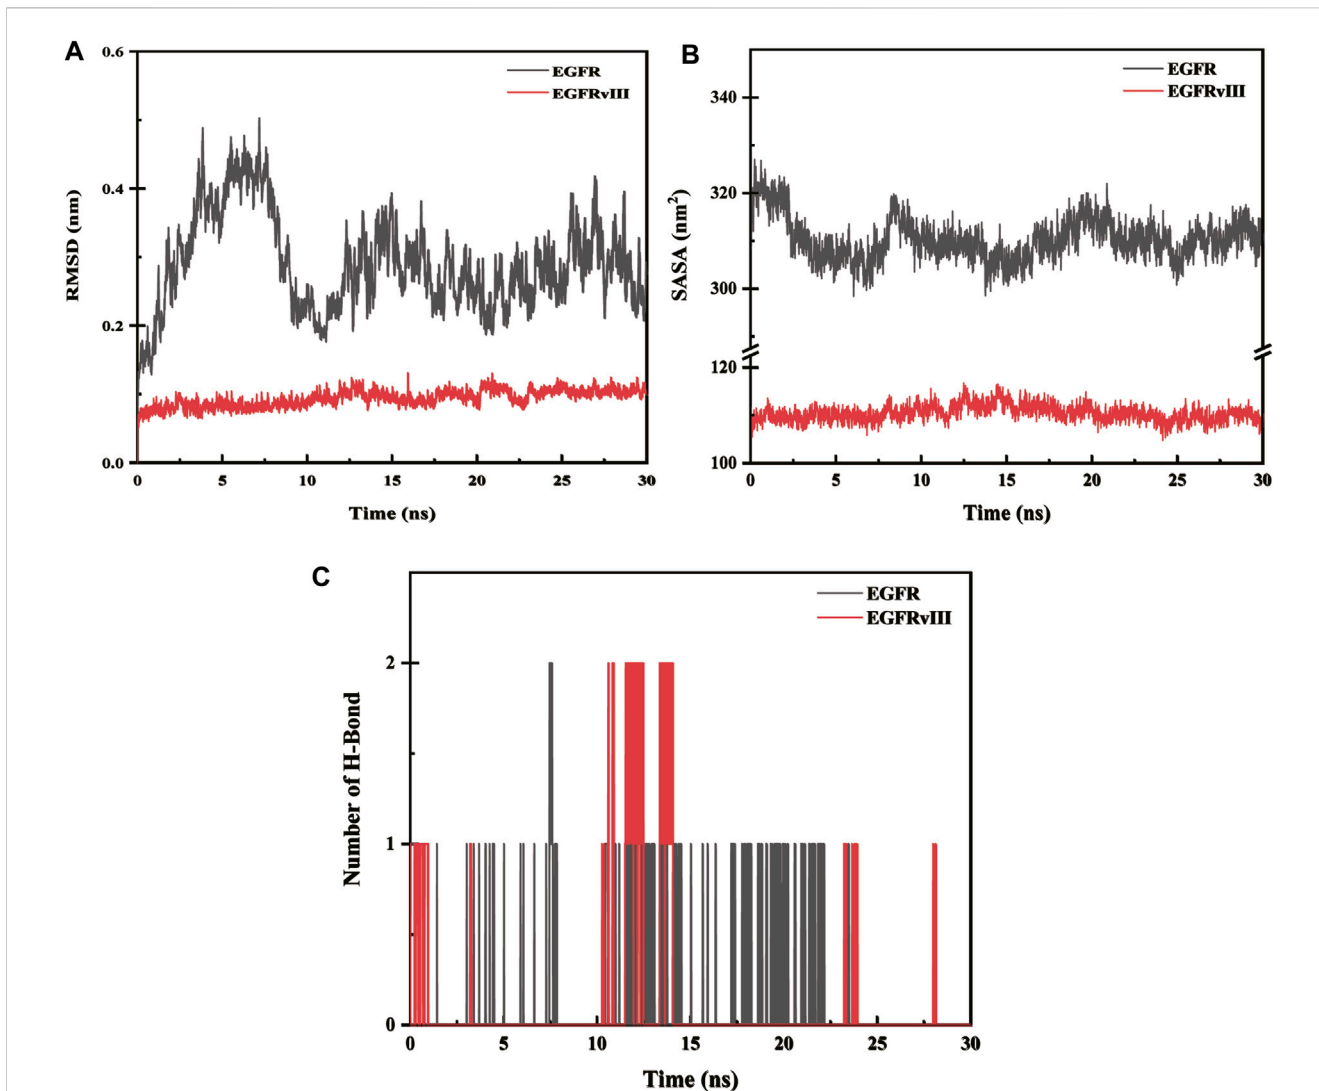 A
0.6
EGFR
EGFRvIII
RMSD (nm)
0.4
0.2
0.0
0 5 10 15 20 25 30
Time (ns)
B
EGFR
EGFRvIII
SASA (nm²)
340
320
300
120
100
0 5 10 15 20 25 30
Time (ns)
C
EGFR
EGFRvIII
Number of H-Bond
2
1
0
0 5 10 15 20 25 30
Time (ns)